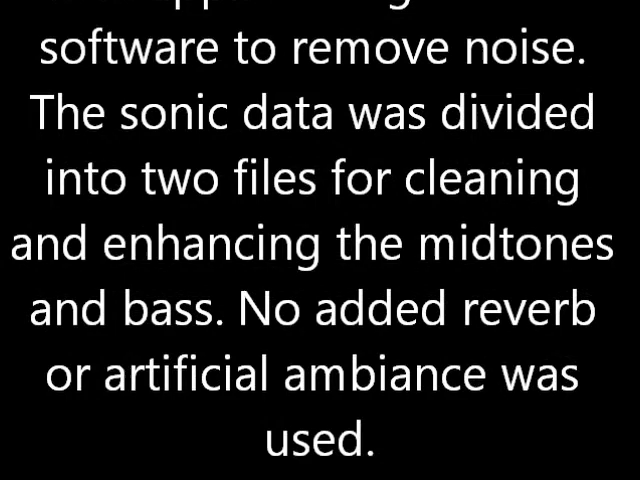 software to remove noise.
The sonic data was divided
into two files for cleaning
and enhancing the midtones
and bass. No added reverb
or artificial ambiance was
used.